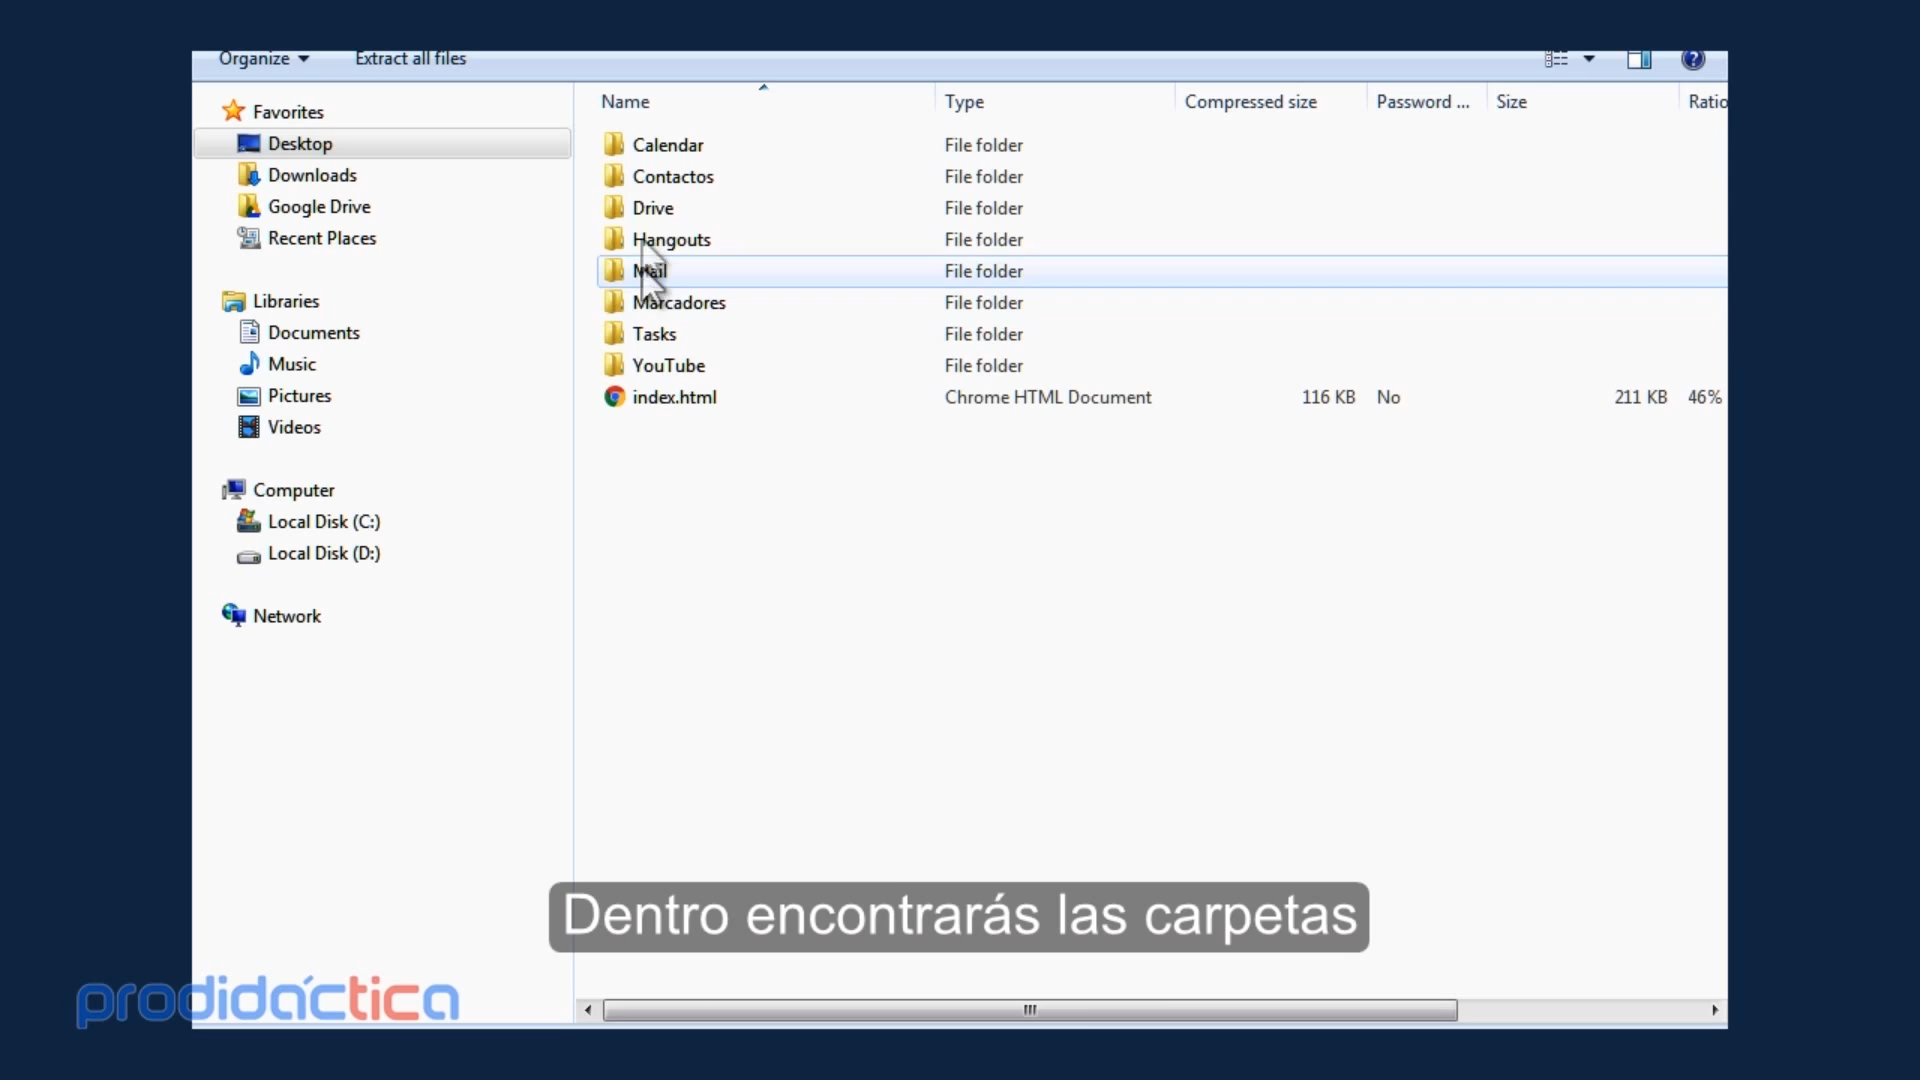 Organize Extract all files
Favorites
Desktop
Downloads
Google Drive
Recent Places
Libraries
Documents
Music
Pictures
Videos
Computer
Local Disk (C:)
Local Disk (D:)
Network
Name Type Compressed size Password ... Size Ratio
Calendar File folder
Contactos File folder
Drive File folder
Hangouts File folder
Mail File folder
Marcadores File folder
Tasks File folder
YouTube File folder
index.html Chrome HTML Document 116 KB No 211 KB 46%
Dentro encontrarás las carpetas
prodidáctica